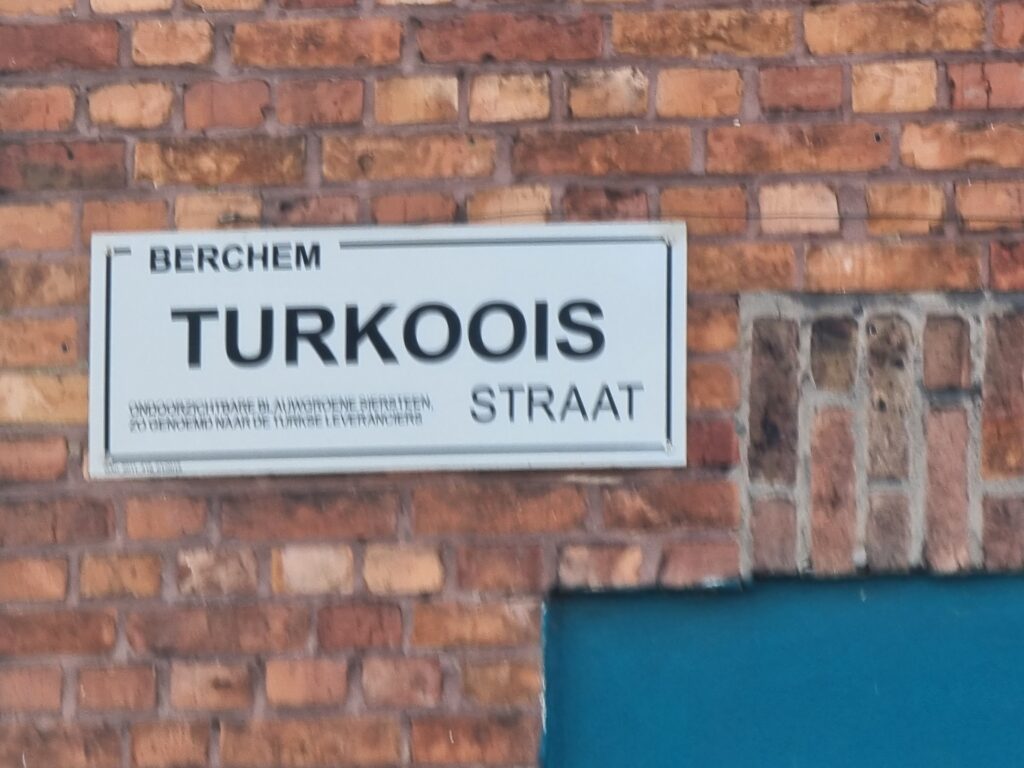 BERCHEM
TURKOOIS
STRAAT
ONDOORZICHTBARE BLAUWGROENE SIERSTEEN,
ZO GENOEMD NAAR DE TURKSE LEVERANCIERS